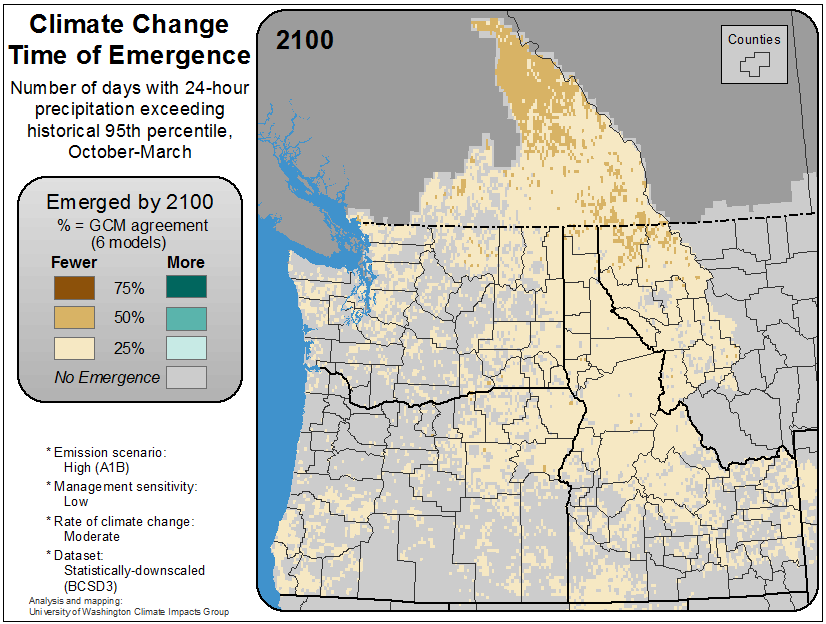 Climate Change
Time of Emergence
Number of days with 24-hour
precipitation exceeding
historical 95th percentile,
October-March
Emerged by 2100
% = GCM agreement
(6 models)
Fewer More
75%
50%
25%
No Emergence
* Emission scenario:
High (A1B)
* Management sensitivity:
Low
* Rate of climate change:
Moderate
* Dataset:
Statistically-downscaled
(BCSD3)
Analysis and mapping:
University of Washington Climate Impacts Group
2100
Counties